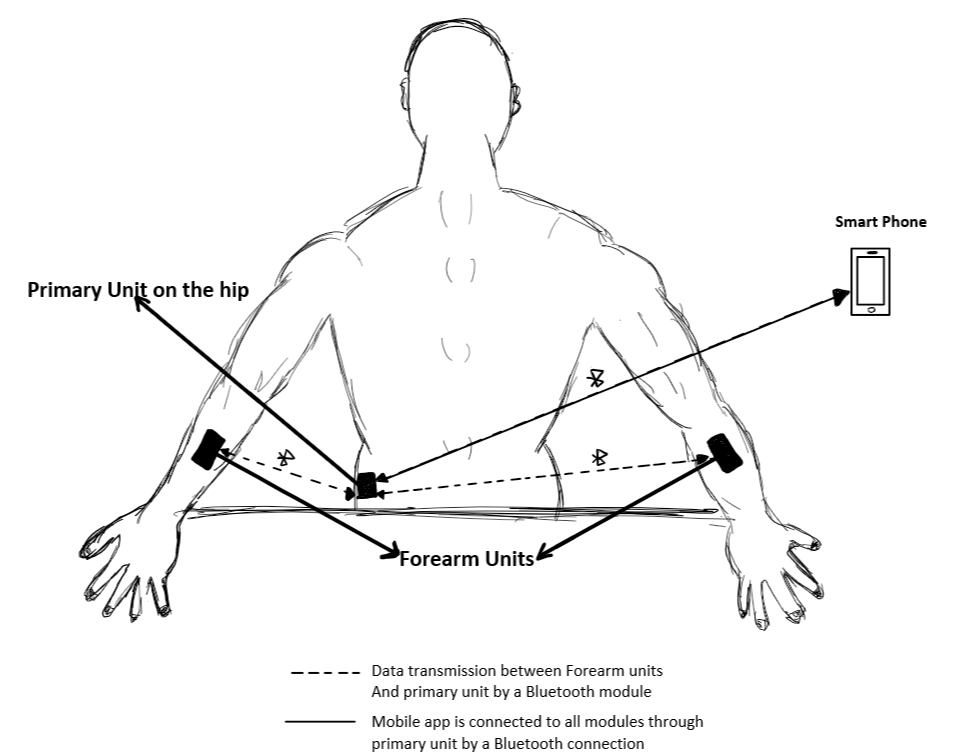 Smart Phone
Primary Unit on the hip
Forearm Units
Data transmission between Forearm units
And primary unit by a Bluetooth module
Mobile app is connected to all modules through
primary unit by a Bluetooth connection